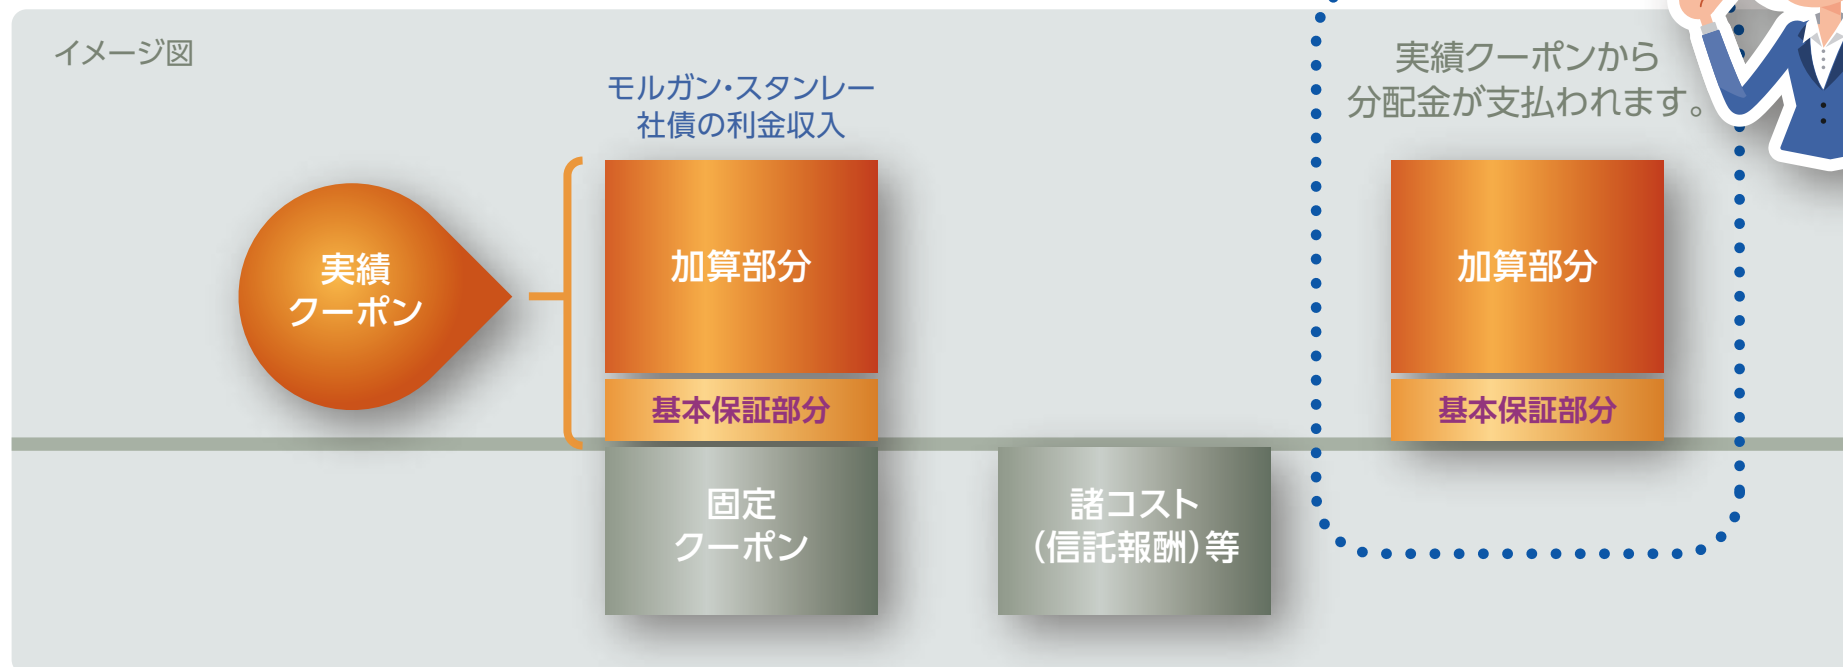 イメージ図
モルガン・スタンレー
社債の利金収入
実績クーポンから
分配金が支払われます。
実績
クーポン
加算部分
基本保証部分
固定
クーポン
諸コスト
(信託報酬)等
加算部分
基本保証部分